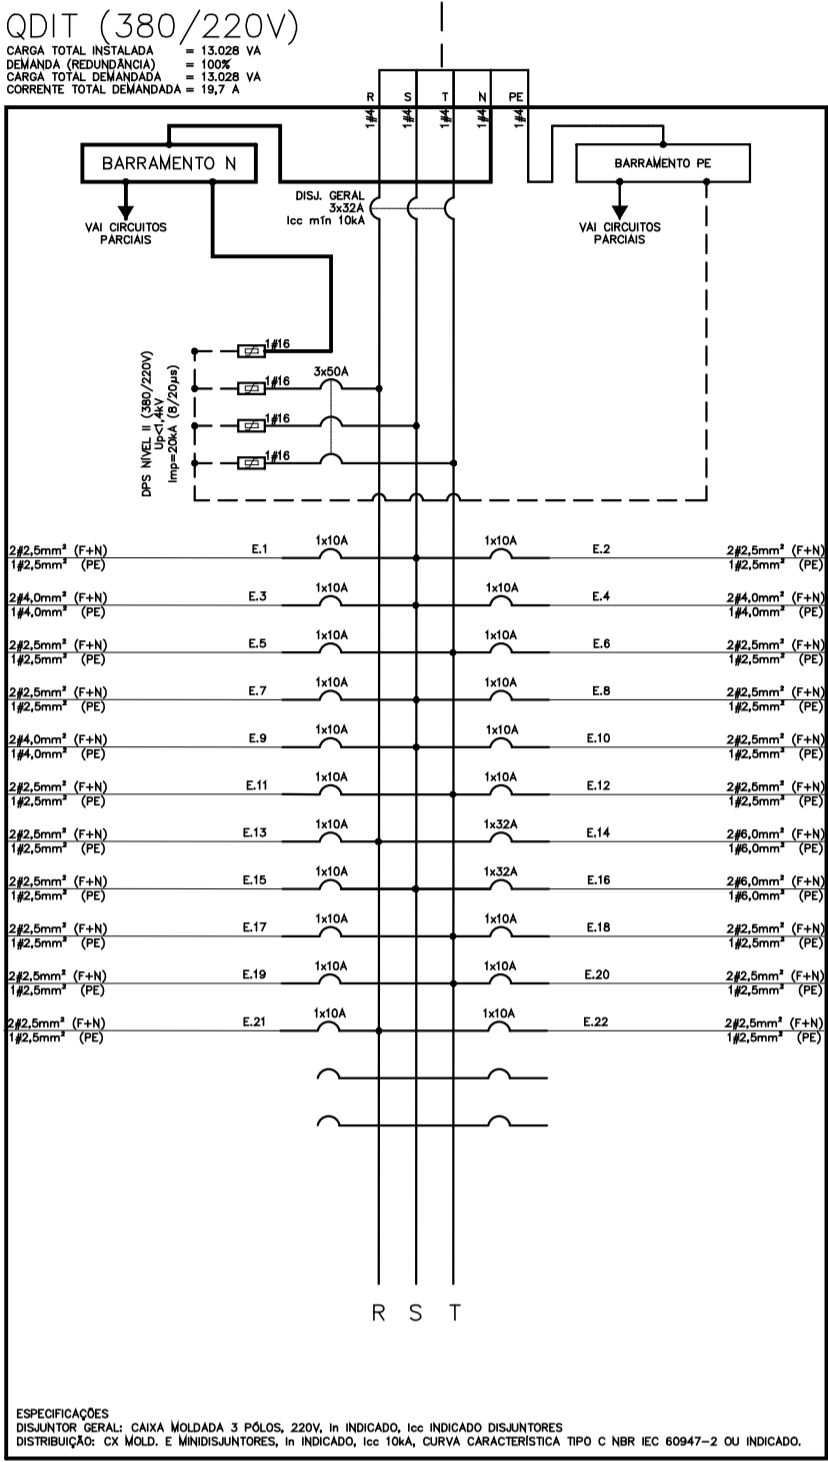 QDIT (380/220V)
CARGA TOTAL INSTALADA = 13.028 VA
DEMANDA (REDUNDÂNCIA) = 100%
CARGA TOTAL DEMANDADA = 13.028 VA
CORRENTE TOTAL DEMANDADA = 19,7 A
R S T N PE
1#4 1#4 1#4 1#4 1#4
BARRAMENTO N
BARRAMENTO PE
DISJ. GERAL
3x32A
Icc mín 10kA
VAI CIRCUITOS
PARCIAIS
VAI CIRCUITOS
PARCIAIS
DPS NIVEL II (380/220V)
Up<1,4kV
Imp=20kA (8/20µs)
1#16
1#16
3x50A
1#16
1#16
2#2,5mm² (F+N) E.1 1x10A 1x10A E.2 2#2,5mm² (F+N)
1#2,5mm² (PE) 1#2,5mm² (PE)
2#4,0mm² (F+N) E.3 1x10A 1x10A E.4 2#4,0mm² (F+N)
1#4,0mm² (PE) 1#4,0mm² (PE)
2#2,5mm² (F+N) E.5 1x10A 1x10A E.6 2#2,5mm² (F+N)
1#2,5mm² (PE) 1#2,5mm² (PE)
2#2,5mm² (F+N) E.7 1x10A 1x10A E.8 2#2,5mm² (F+N)
1#2,5mm² (PE) 1#2,5mm² (PE)
2#4,0mm² (F+N) E.9 1x10A 1x10A E.10 2#2,5mm² (F+N)
1#4,0mm² (PE) 1#2,5mm² (PE)
2#2,5mm² (F+N) E.11 1x10A 1x10A E.12 2#2,5mm² (F+N)
1#2,5mm² (PE) 1#2,5mm² (PE)
2#2,5mm² (F+N) E.13 1x10A 1x32A E.14 2#6,0mm² (F+N)
1#2,5mm² (PE) 1#6,0mm² (PE)
2#2,5mm² (F+N) E.15 1x10A 1x32A E.16 2#6,0mm² (F+N)
1#2,5mm² (PE) 1#6,0mm² (PE)
2#2,5mm² (F+N) E.17 1x10A 1x10A E.18 2#2,5mm² (F+N)
1#2,5mm² (PE) 1#2,5mm² (PE)
2#2,5mm² (F+N) E.19 1x10A 1x10A E.20 2#2,5mm² (F+N)
1#2,5mm² (PE) 1#2,5mm² (PE)
2#2,5mm² (F+N) E.21 1x10A 1x10A E.22 2#2,5mm² (F+N)
1#2,5mm² (PE) 1#2,5mm² (PE)
R S T
ESPECIFICAÇÕES
DISJUNTOR GERAL: CAIXA MOLDADA 3 PÓLOS, 220V, In INDICADO, Icc INDICADO DISJUNTORES
DISTRIBUIÇÃO: CX MOLD. E MINIDISJUNTORES, In INDICADO, Icc 10kA, CURVA CARACTERÍSTICA TIPO C NBR IEC 60947-2 OU INDICADO.